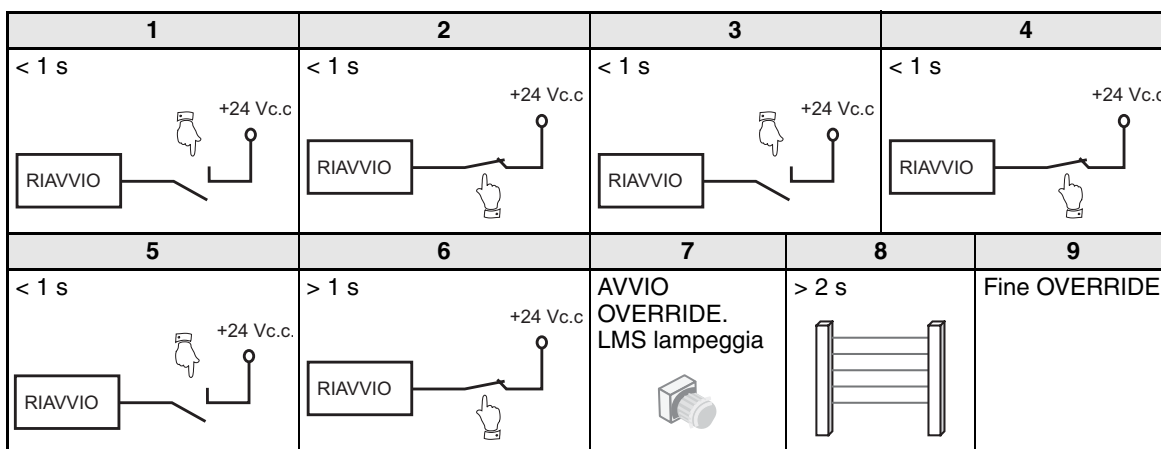 1
2
3
4
< 1 s
+24 Vc.c
RIAVVIO
< 1 s
+24 Vc.c
RIAVVIO
< 1 s
+24 Vc.c
RIAVVIO
< 1 s
+24 Vc.c
RIAVVIO
5
6
7
8
9
< 1 s
+24 Vc.c.
RIAVVIO
> 1 s
+24 Vc.c
RIAVVIO
AVVIO
OVERRIDE.
LMS lampeggia
> 2 s
Fine OVERRIDE